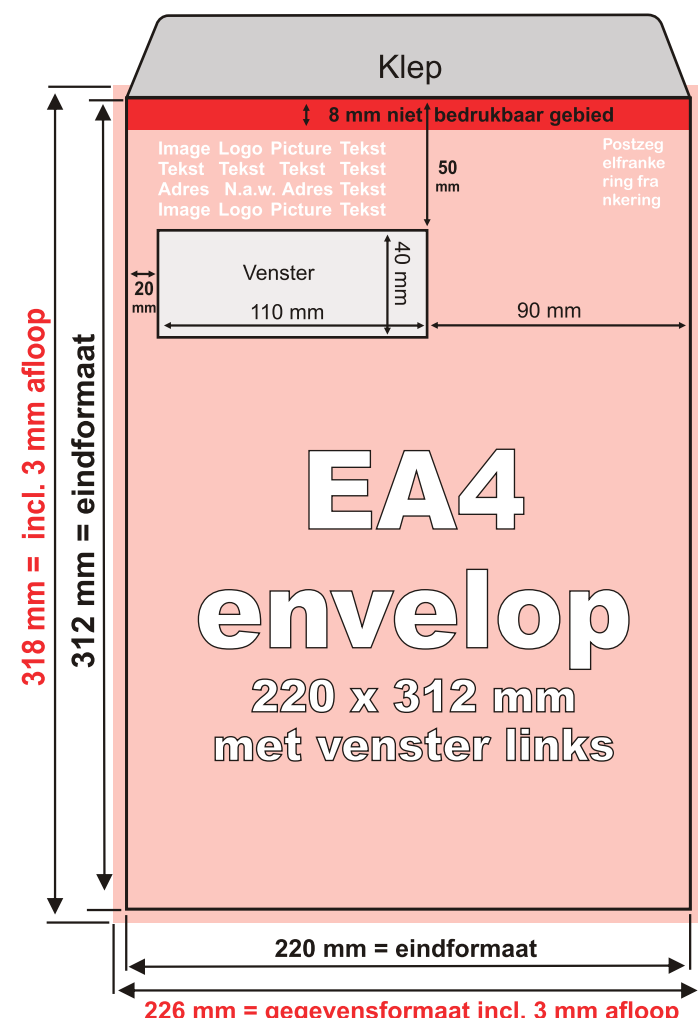 Klep
8 mm niet bedrukbaar gebied
Image Logo Picture Tekst
Tekst Tekst Tekst Tekst
Adres N.a.w. Adres Tekst
Image Logo Picture Tekst
Postzeg
elfranke
ring fra
nkering
50
mm
Venster
40 mm
20
mm
110 mm
90 mm
318 mm = incl. 3 mm afloop
312 mm = eindformaat
EA4
envelop
220 x 312 mm
met venster links
220 mm = eindformaat
226 mm = gegevensformaat incl. 3 mm afloop